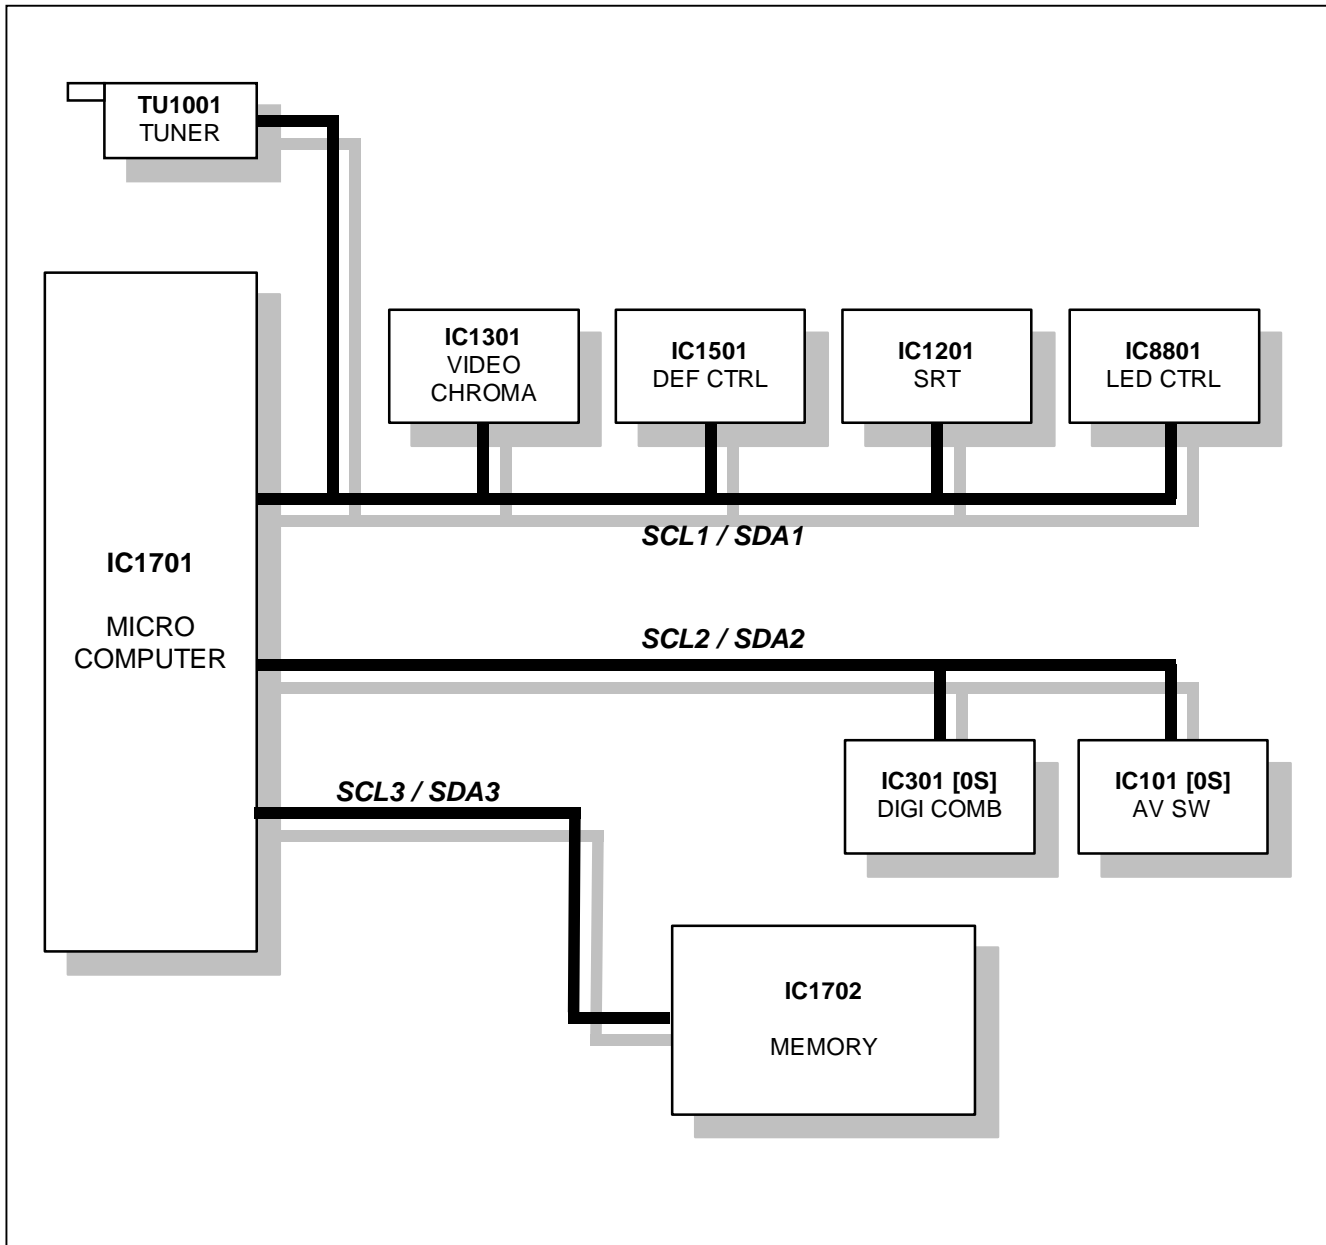 TU1001
TUNER
IC1301
VIDEO
CHROMA
IC1501
DEF CTRL
IC1201
SRT
IC8801
LED CTRL
SCL1 / SDA1
IC1701
MICRO
COMPUTER
SCL2 / SDA2
IC301 [0S]
DIGI COMB
IC101 [0S]
AV SW
SCL3 / SDA3
IC1702
MEMORY